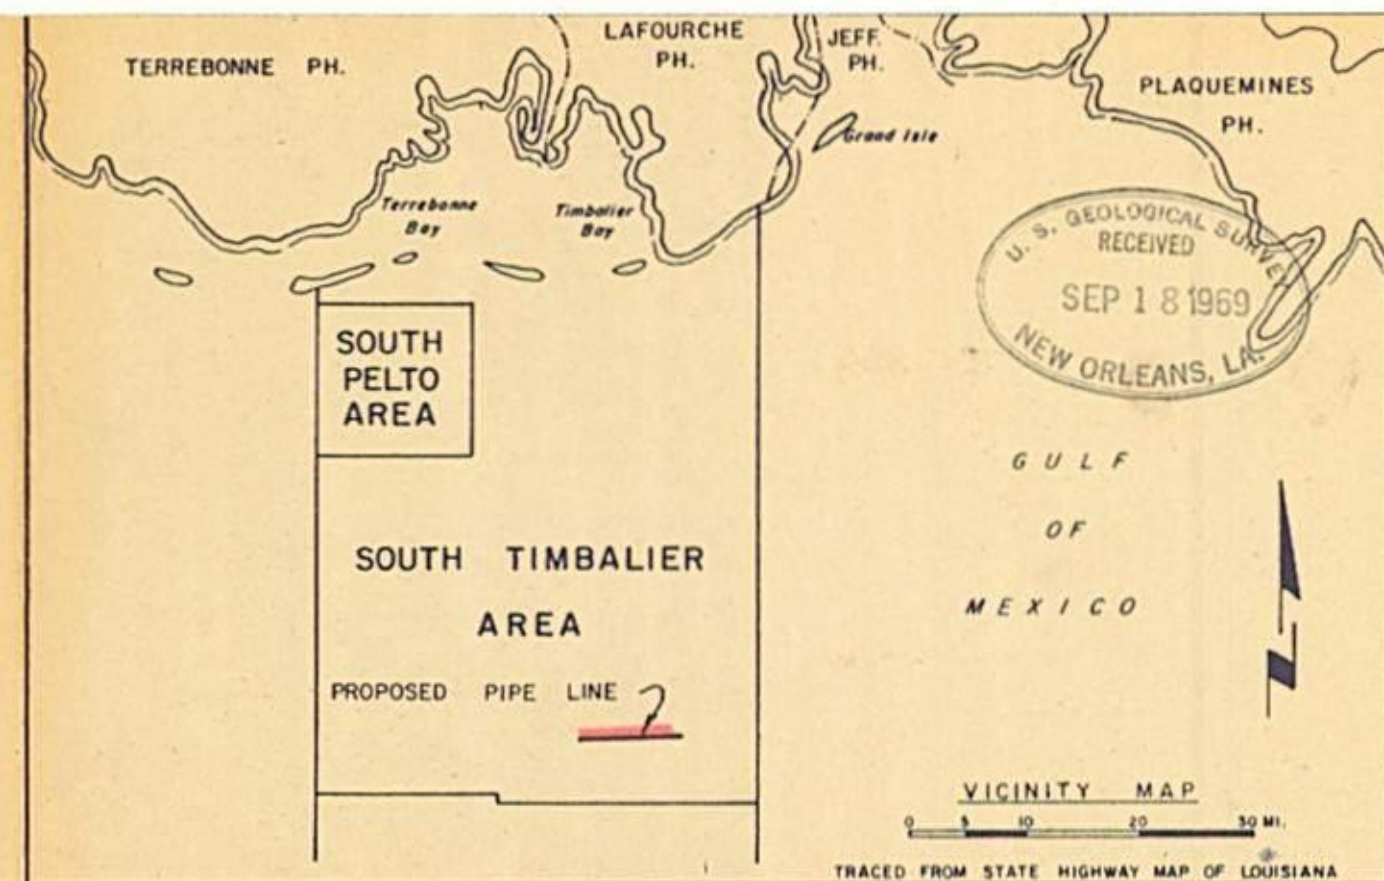 TERREBONNE PH.
LAFOURCHE
PH.
JEFF.
PH.
PLAQUEMINES
PH.
Grand Isle
Terrebonne
Bay
Timbalier
Bay
U. S. GEOLOGICAL SURVEY
RECEIVED
SEP 18 1969
NEW ORLEANS, LA.
SOUTH
PELTO
AREA
GULF
OF
MEXICO
SOUTH TIMBALIER
AREA
PROPOSED PIPE LINE
N
VICINITY MAP
0 5 10 20 30 MI.
TRACED FROM STATE HIGHWAY MAP OF LOUISIANA